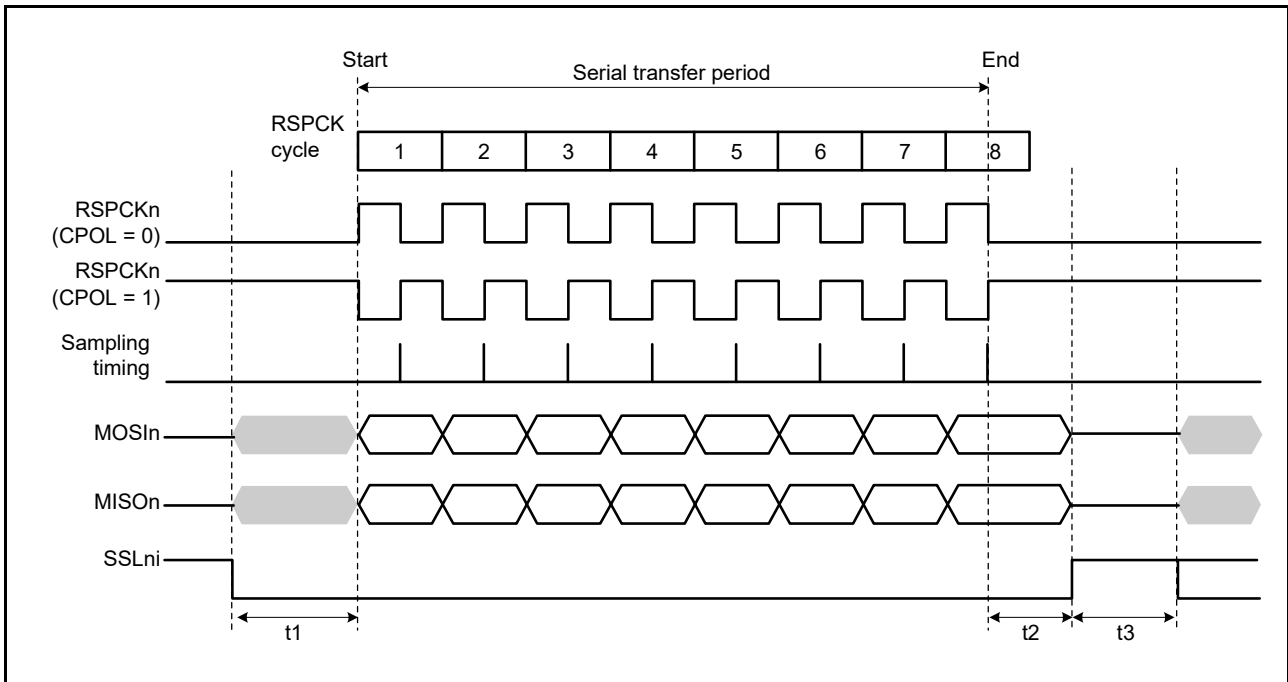 Start
End
Serial transfer period
RSPCK
cycle
1 2 3 4 5 6 7 8
RSPCKn
(CPOL = 0)
RSPCKn
(CPOL = 1)
Sampling
timing
MOSIn
MISOn
SSLni
t1
t2
t3